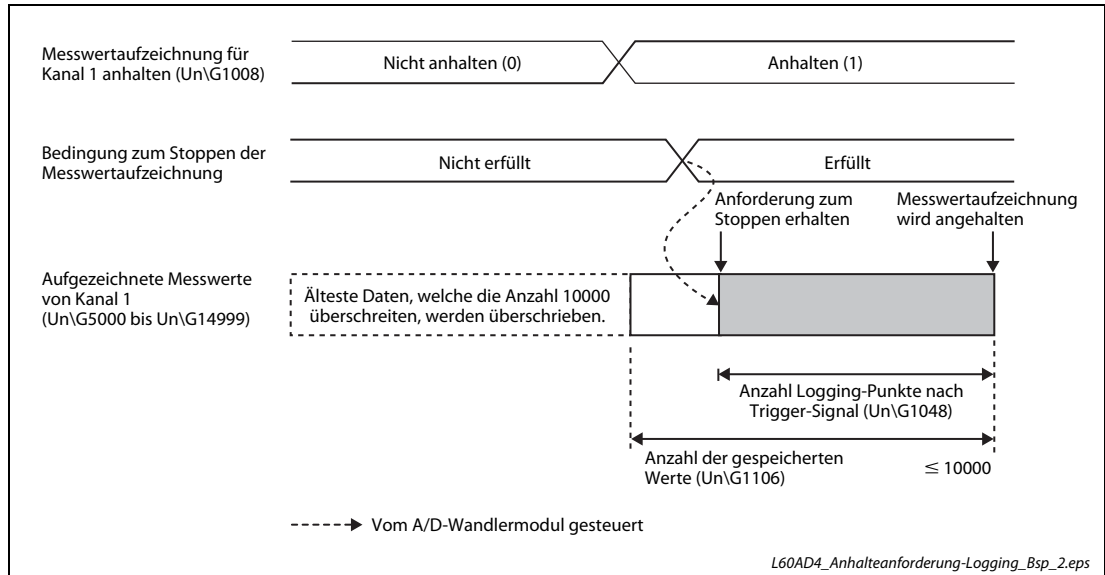 Messwertaufzeichnung für
Kanal 1 anhalten (Un\G1008)
Nicht anhalten (0)
Anhalten (1)
Bedingung zum Stoppen der
Messwertaufzeichnung
Nicht erfüllt
Erfüllt
Anforderung zum
Stoppen erhalten
Messwertaufzeichnung
wird angehalten
Aufgezeichnete Messwerte
von Kanal 1
(Un\G5000 bis Un\G14999)
Älteste Daten, welche die Anzahl 10000
überschreiten, werden überschrieben.
Anzahl Logging-Punkte nach
Trigger-Signal (Un\G1048)
Anzahl der gespeicherten
Werte (Un\G1106)
≦ 10000
Vom A/D-Wandlermodul gesteuert
L60AD4_Anhalteanforderung-Logging_Bsp_2.eps